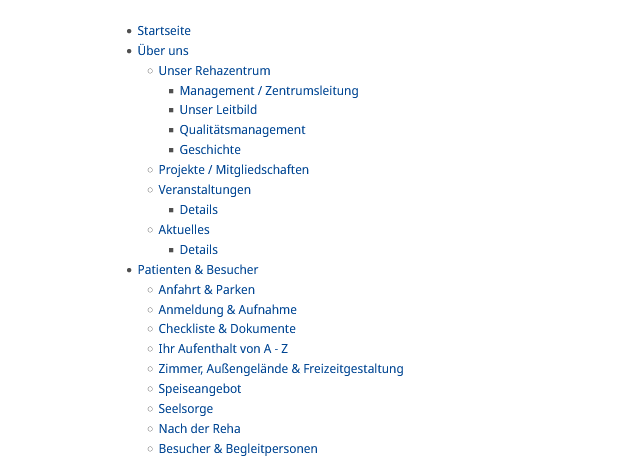 Startseite
Über uns
Unser Rehazentrum
Management / Zentrumsleitung
Unser Leitbild
Qualitätsmanagement
Geschichte
Projekte / Mitgliedschaften
Veranstaltungen
Details
Aktuelles
Details
Patienten & Besucher
Anfahrt & Parken
Anmeldung & Aufnahme
Checkliste & Dokumente
Ihr Aufenthalt von A - Z
Zimmer, Außengelände & Freizeitgestaltung
Speiseangebot
Seelsorge
Nach der Reha
Besucher & Begleitpersonen